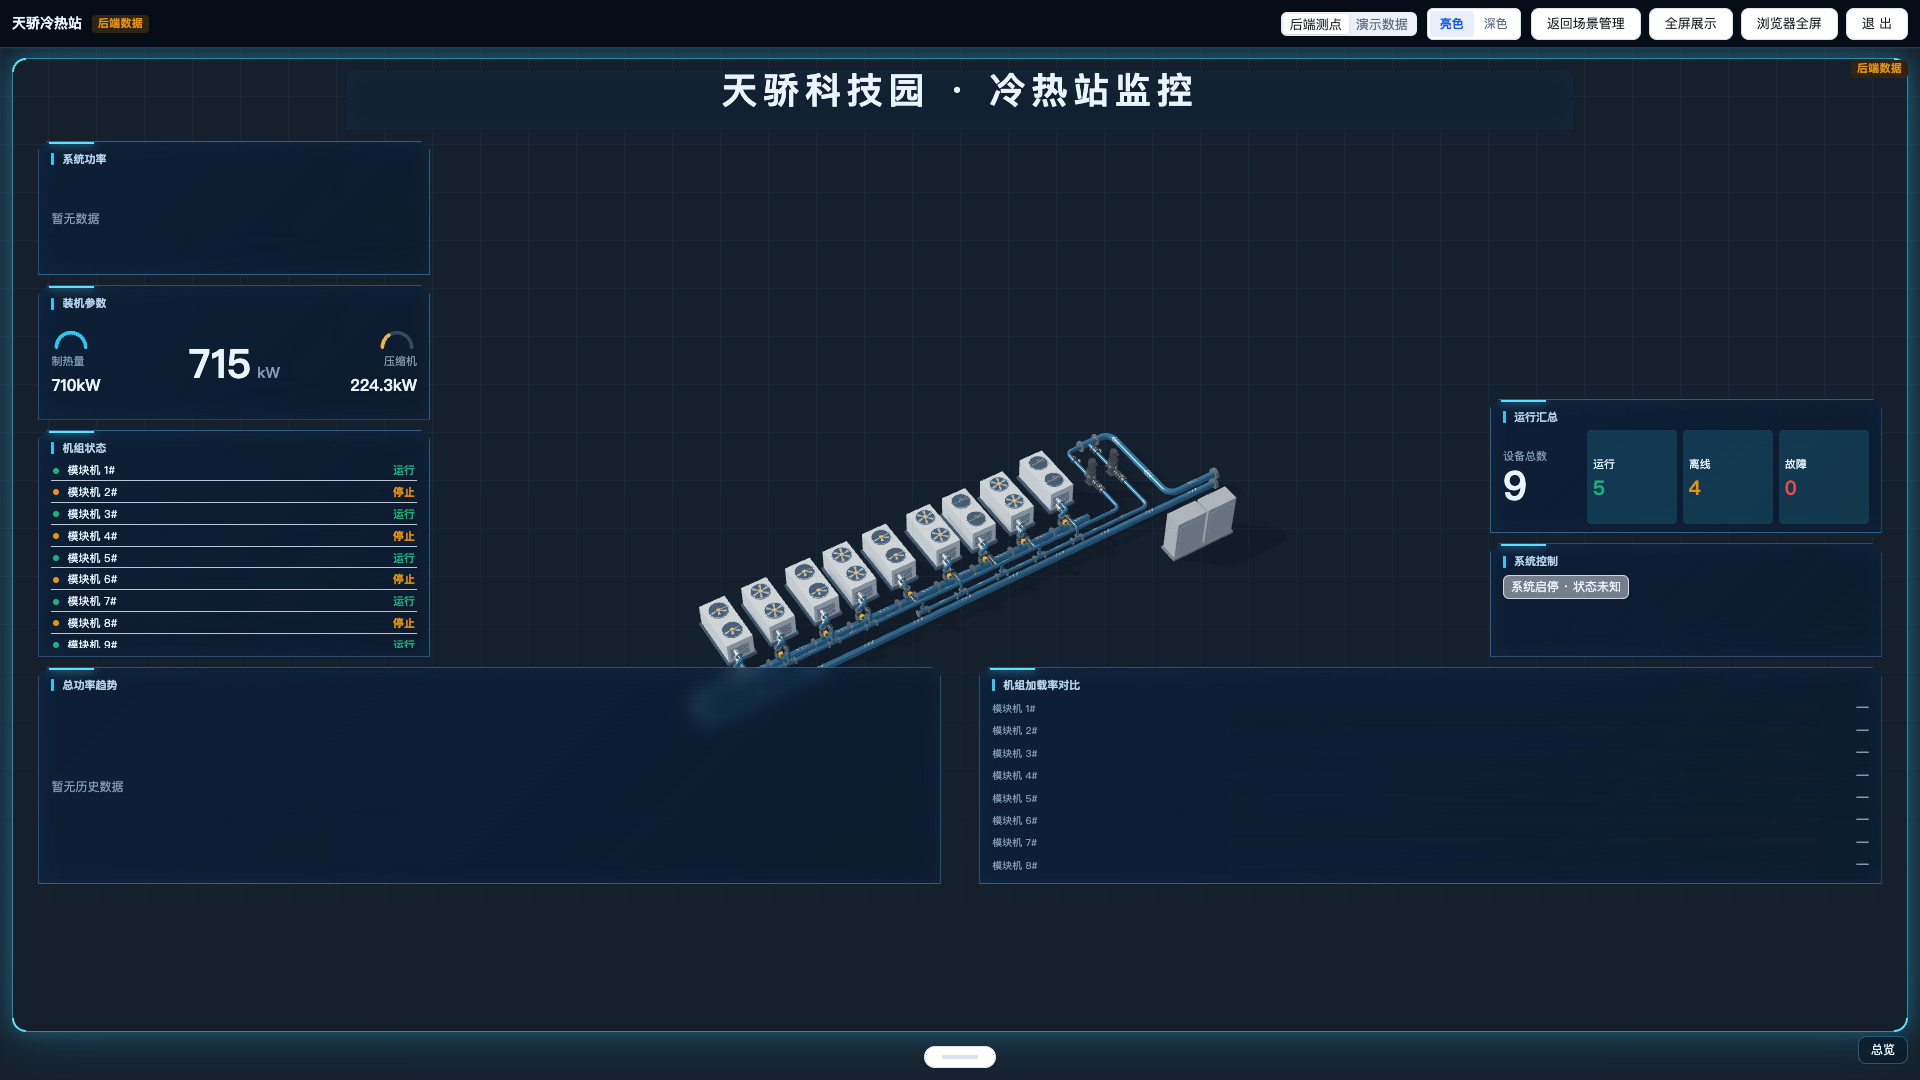 天骄冷热站 后端数据
后端测点 演示数据 亮色 深色 返回场景管理 全屏展示 浏览器全屏 退 出
后端数据
天骄科技园 · 冷热站监控
系统功率
暂无数据
装机参数
制热量
710kW
715 kW
压缩机
224.3kW
机组状态
模块机 1# 运行
模块机 2# 停止
模块机 3# 运行
模块机 4# 停止
模块机 5# 运行
模块机 6# 停止
模块机 7# 运行
模块机 8# 停止
模块机 9# 运行
运行汇总
设备总数
9
运行
5
离线
4
故障
0
系统控制
系统启停 · 状态未知
总功率趋势
暂无历史数据
机组加载率对比
模块机 1# —
模块机 2# —
模块机 3# —
模块机 4# —
模块机 5# —
模块机 6# —
模块机 7# —
模块机 8# —
总览